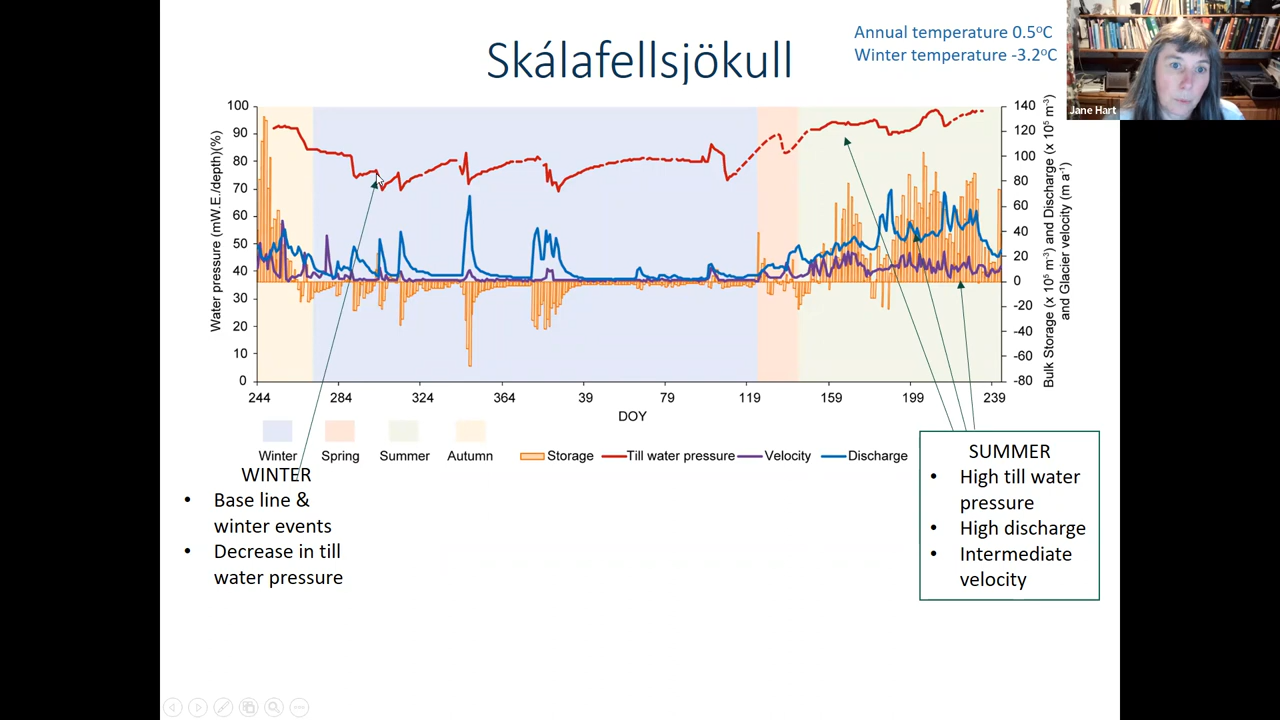 Skálafellsjökull
Annual temperature 0.5°C
Winter temperature -3.2°C
Jane Hart
Water pressure (mW.E./depth)(%)
100
90
80
70
60
50
40
30
20
10
0
140
120
100
80
60
40
20
0
-20
-40
-60
-80
Bulk Storage (x 10⁵ m⁻³) and Discharge (x 10⁵ m⁻³)
and Glacier velocity (m a⁻¹)
244 284 324 364 39 79 119 159 199 239
DOY
Winter Spring Summer Autumn
Storage Till water pressure Velocity Discharge
WINTER
• Base line &
winter events
• Decrease in till
water pressure
SUMMER
• High till water
pressure
• High discharge
• Intermediate
velocity